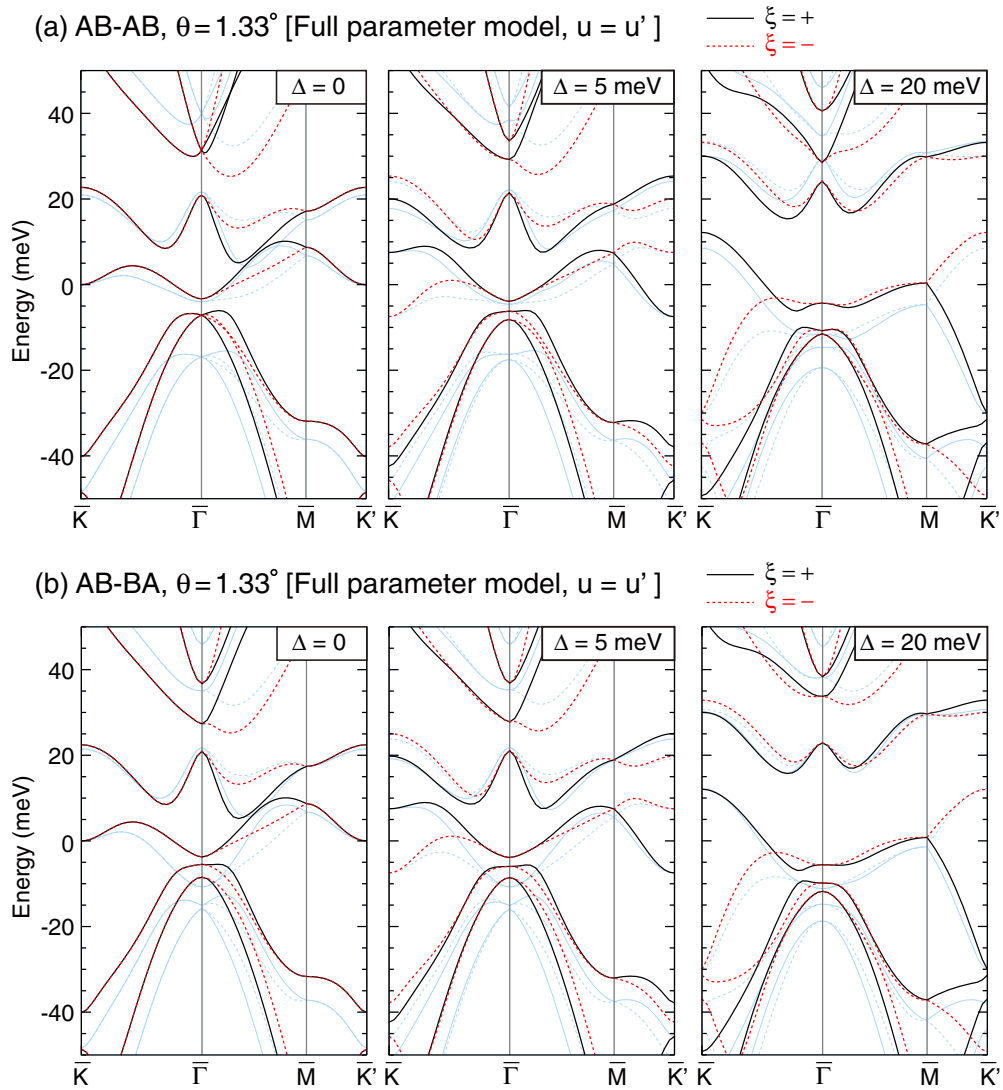 (a) AB-AB, θ = 1.33° [Full parameter model, u = u' ]
ξ = +
ξ = −
Δ = 0
Δ = 5 meV
Δ = 20 meV
Energy (meV)
40
20
0
-20
-40
K̅ Γ̅ M̅ K̅'
K̅ Γ̅ M̅ K̅'
K̅ Γ̅ M̅ K̅'
(b) AB-BA, θ = 1.33° [Full parameter model, u = u' ]
ξ = +
ξ = −
Δ = 0
Δ = 5 meV
Δ = 20 meV
Energy (meV)
40
20
0
-20
-40
K̅ Γ̅ M̅ K̅'
K̅ Γ̅ M̅ K̅'
K̅ Γ̅ M̅ K̅'